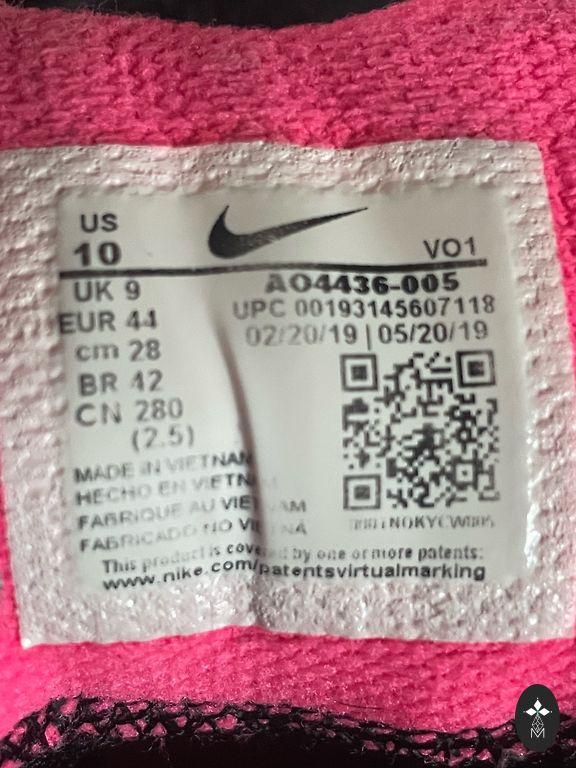 US
10
VO1
UK 9
EUR 44
cm 28
BR 42
CN 280
(2.5)
AO4436-005
UPC 00193145607118
02/20/19 | 05/20/19
MADE IN VIETNAM
HECHO EN VIETNAM
FABRIQUE AU VIETNAM
FABRICADO NO VIETNÃ
This product is covered by one or more patents:
www.nike.com/patentsvirtualmarking
M